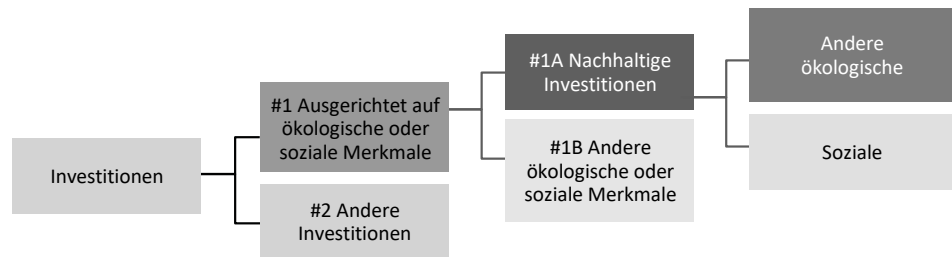 Investitionen
#1 Ausgerichtet auf
ökologische oder
soziale Merkmale
#2 Andere
Investitionen
#1A Nachhaltige
Investitionen
#1B Andere
ökologische oder
soziale Merkmale
Andere
ökologische
Soziale